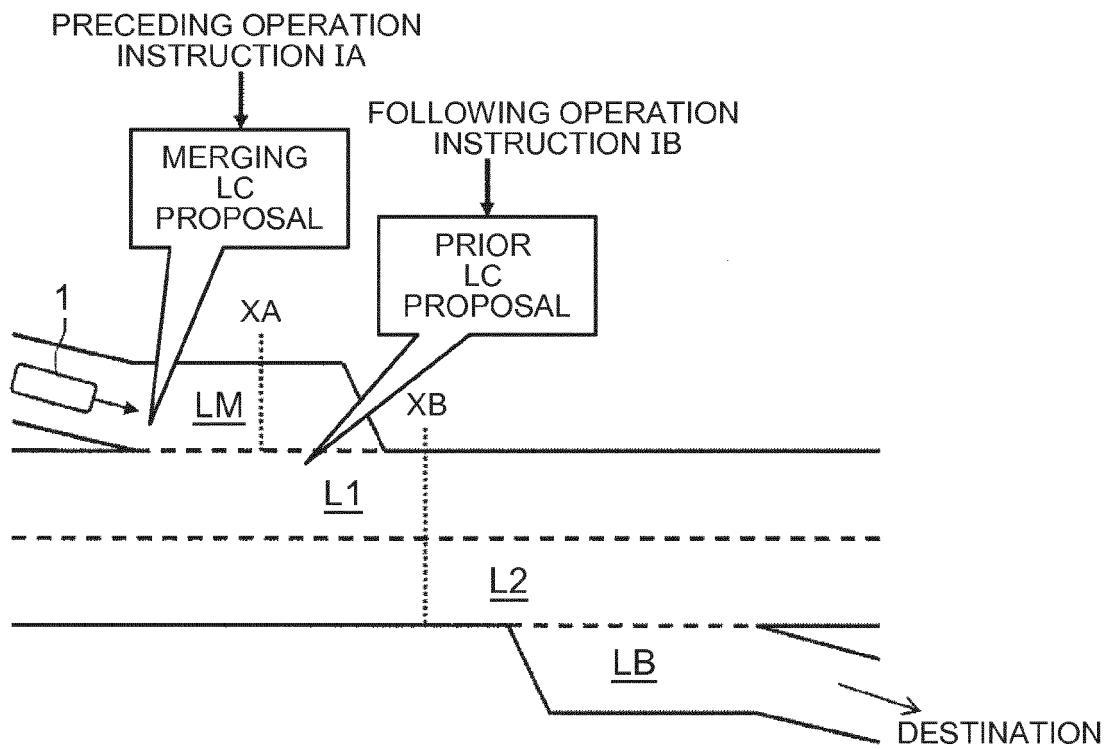 PRECEDING OPERATION
INSTRUCTION IA
FOLLOWING OPERATION
INSTRUCTION IB
MERGING
LC
PROPOSAL
PRIOR
LC
PROPOSAL
1
XA
LM
XB
L1
L2
LB
DESTINATION